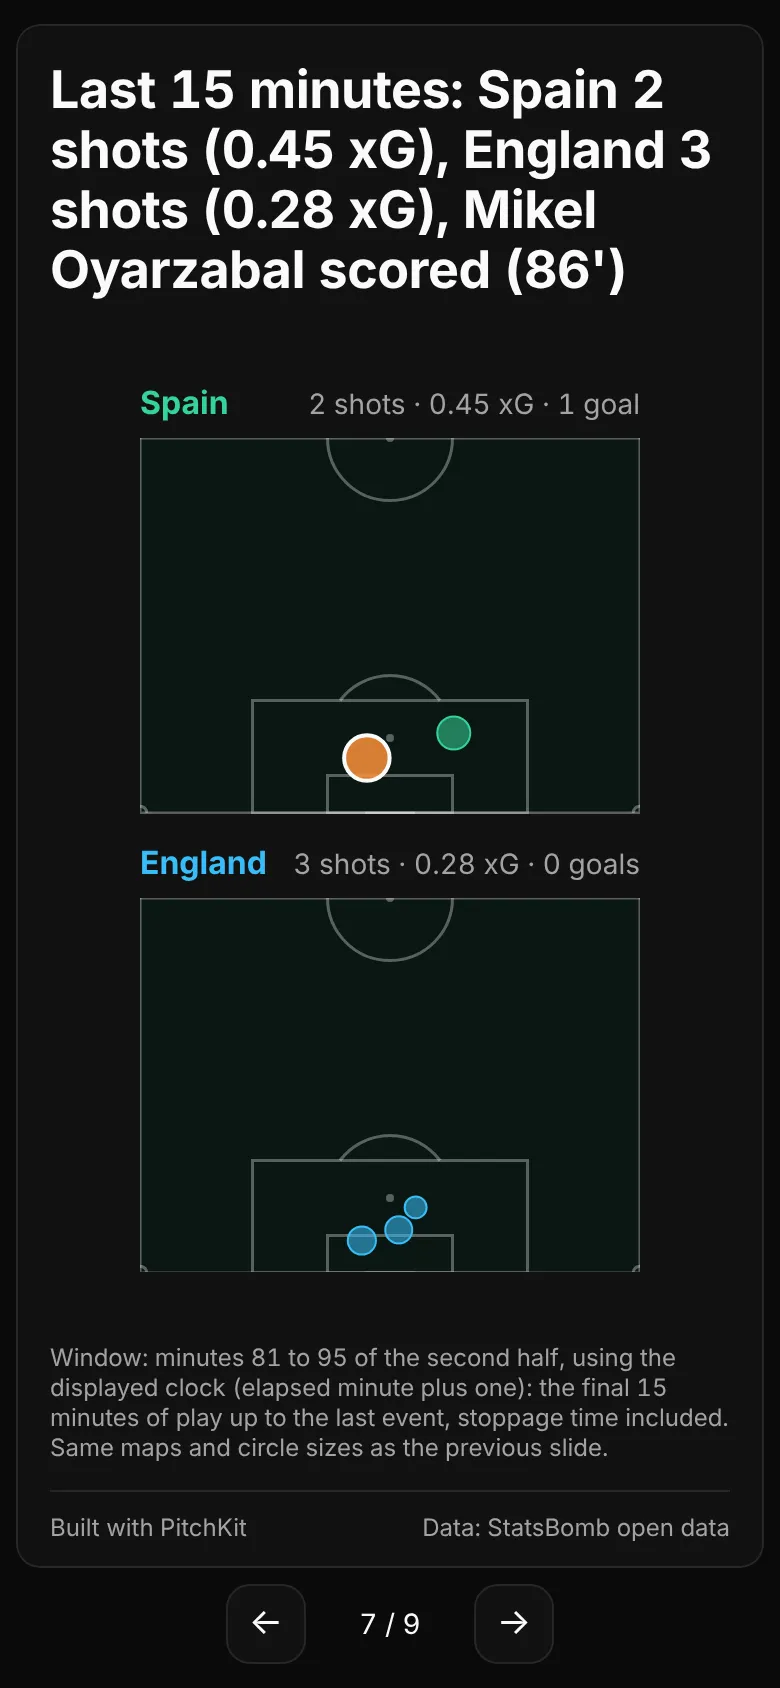 Last 15 minutes: Spain 2
shots (0.45 xG), England 3
shots (0.28 xG), Mikel
Oyarzabal scored (86')
Spain 2 shots · 0.45 xG · 1 goal
England 3 shots · 0.28 xG · 0 goals
Window: minutes 81 to 95 of the second half, using the
displayed clock (elapsed minute plus one): the final 15
minutes of play up to the last event, stoppage time included.
Same maps and circle sizes as the previous slide.
Built with PitchKit Data: StatsBomb open data
← 7 / 9 →